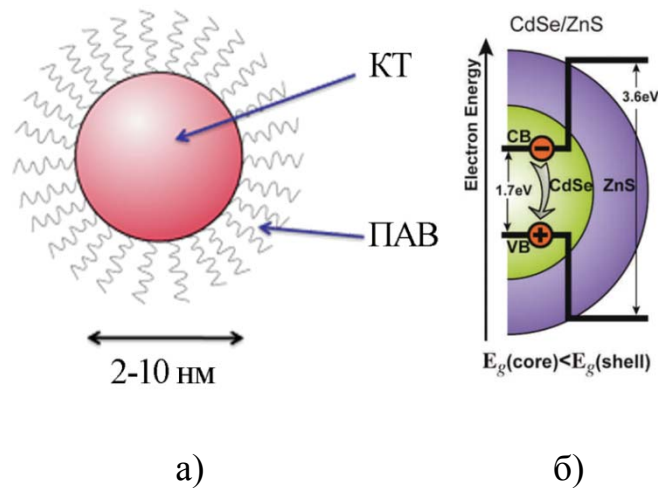 КТ
ПАВ
2-10 нм
а)
CdSe/ZnS
Electron Energy
3.6eV
CB
CdSe
ZnS
1.7eV
VB
Eg(core)<Eg(shell)
б)